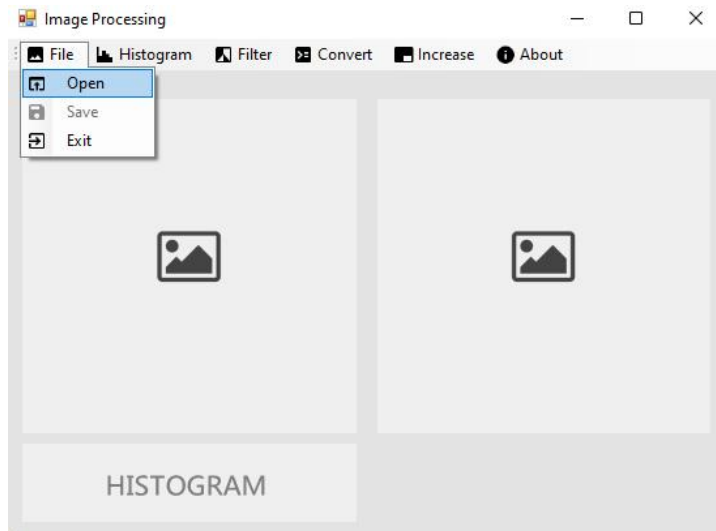 Image Processing
File Histogram Filter Convert Increase About
Open
Save
Exit
HISTOGRAM